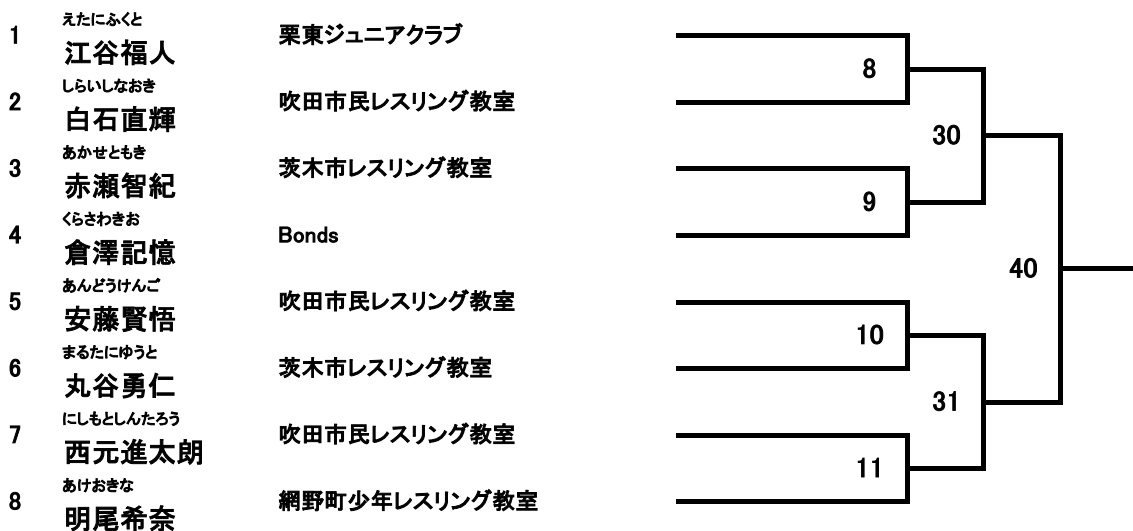 えたにふくと
1 江谷福人 栗東ジュニアクラブ
8
しらいしなおき
2 白石直輝 吹田市民レスリング教室
30
あかせともき
3 赤瀬智紀 茨木市レスリング教室
9
くらさわきお
4 倉澤記憶 Bonds
40
あんどうけんご
5 安藤賢悟 吹田市民レスリング教室
10
まるたにゆうと
6 丸谷勇仁 茨木市レスリング教室
31
にしもとしんたろう
7 西元進太朗 吹田市民レスリング教室
11
あけおきな
8 明尾希奈 網野町少年レスリング教室